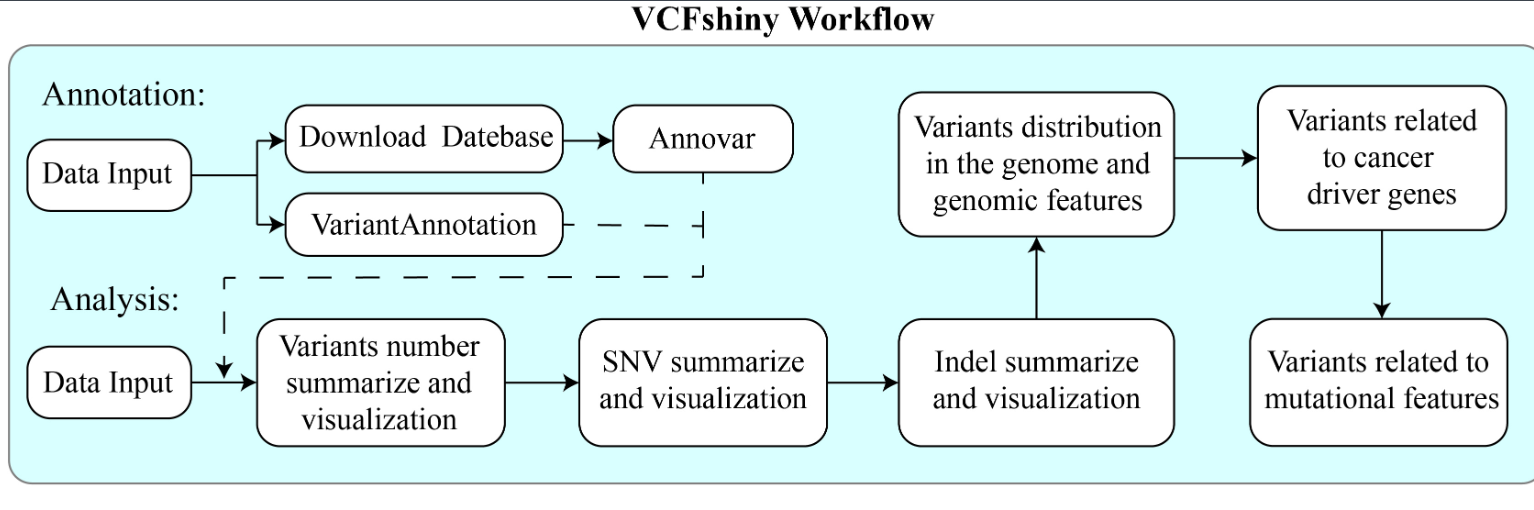 VCFshiny Workflow
Annotation:
Data Input
Download Datebase
Annovar
VariantAnnotation
Analysis:
Data Input
Variants number
summarize and
visualization
SNV summarize
and visualization
Indel summarize
and visualization
Variants distribution
in the genome and
genomic features
Variants related
to cancer
driver genes
Variants related to
mutational features